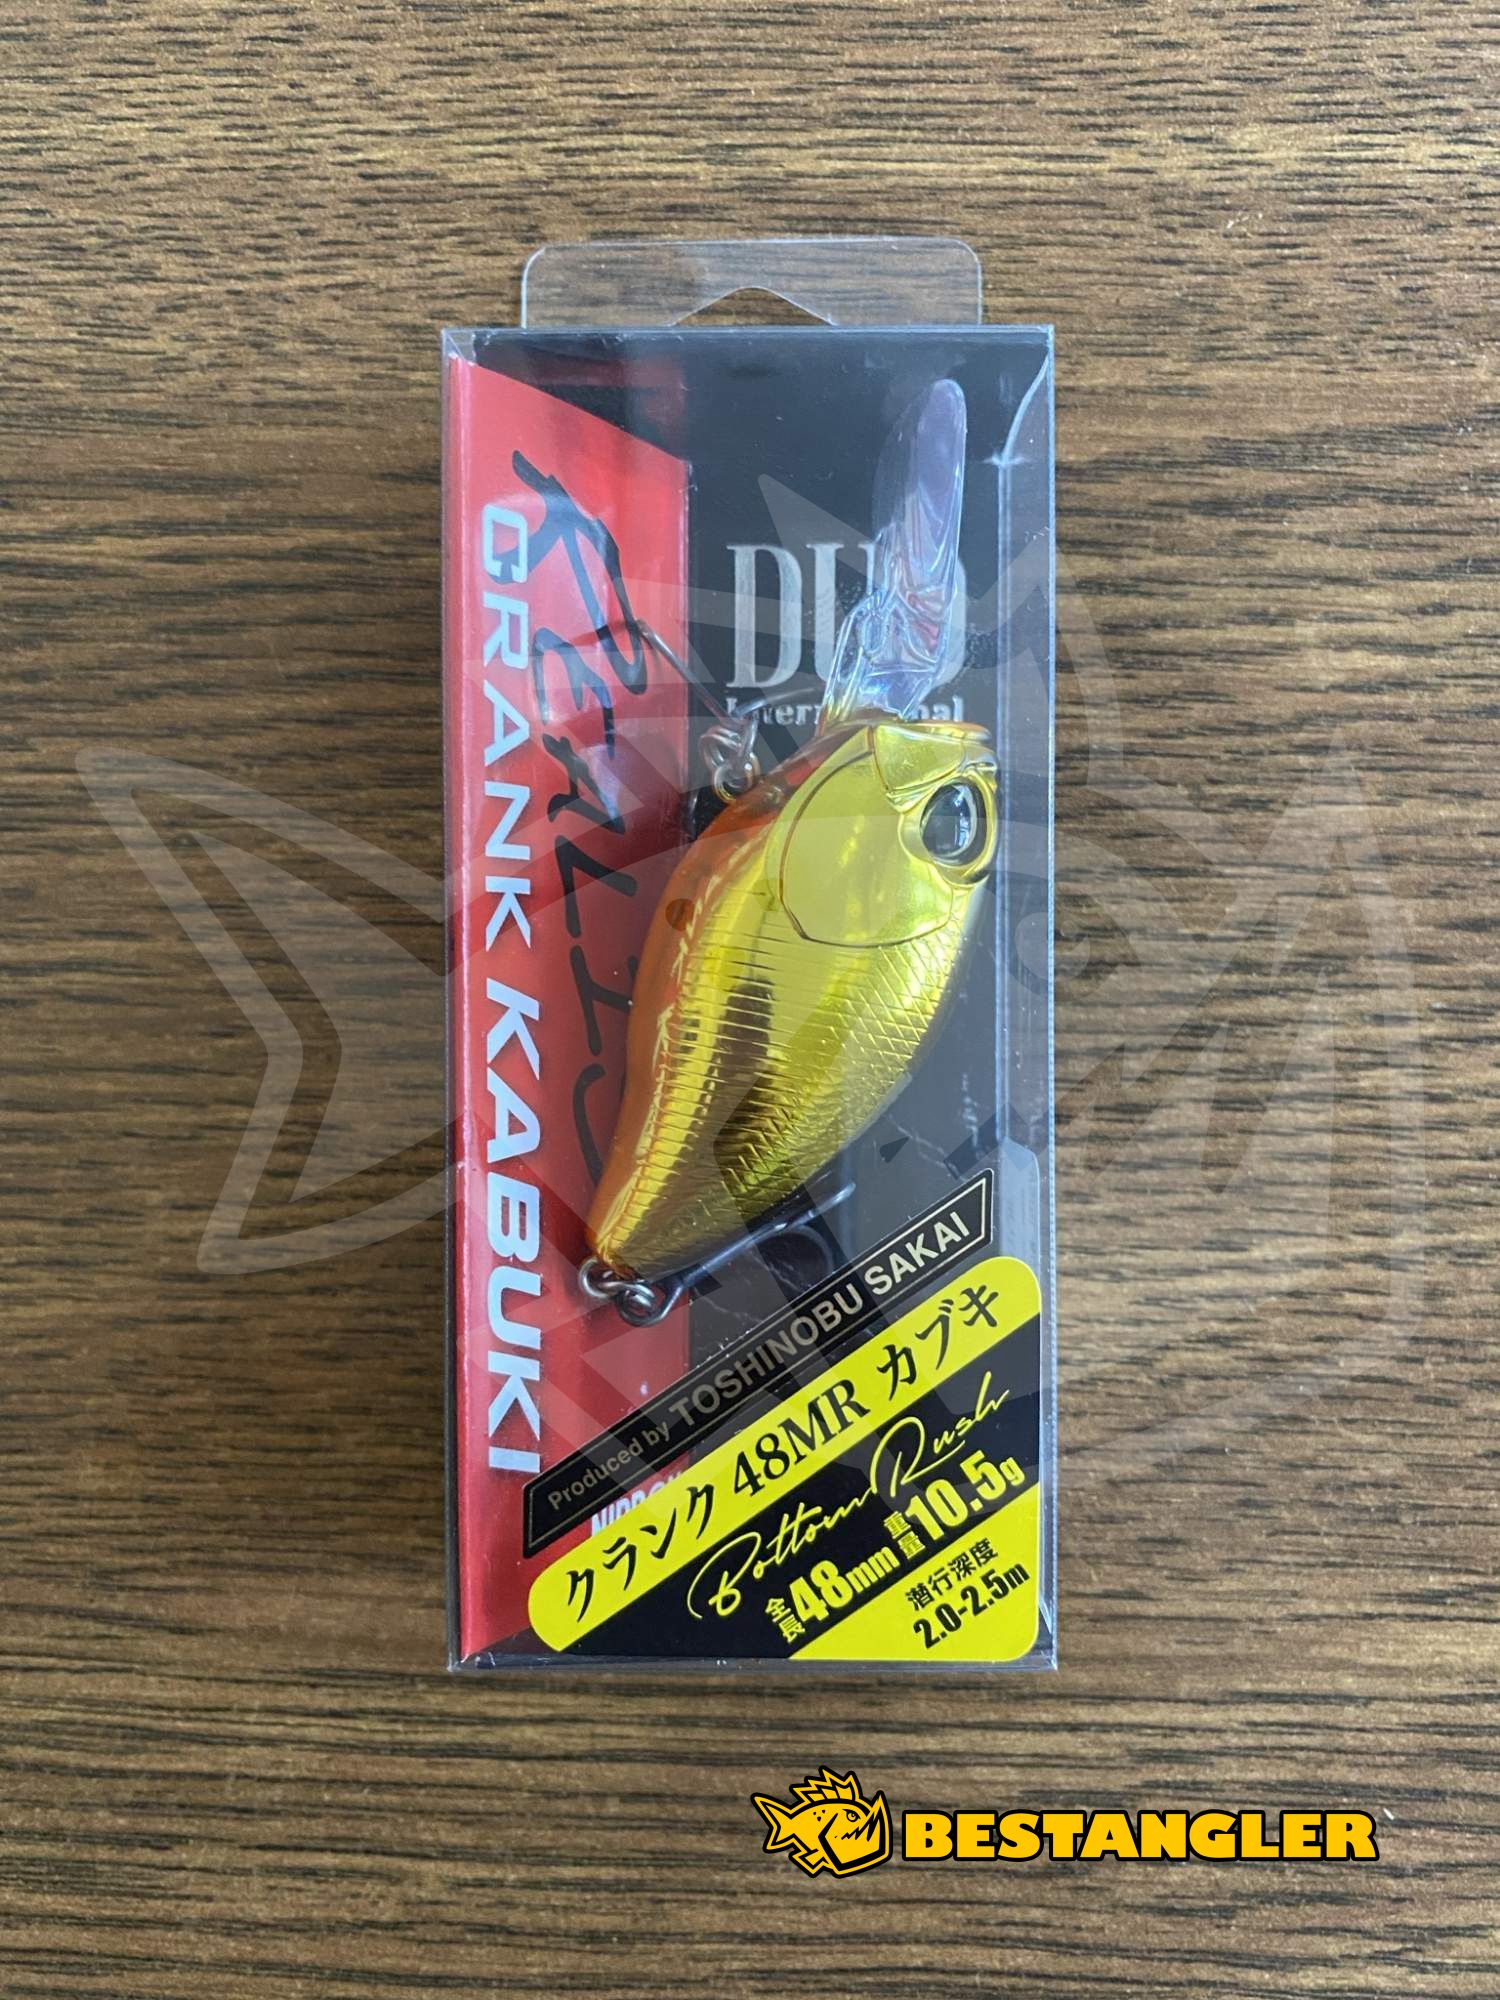 REALIS
CRANK KABUKI
DUO
International
Produced by TOSHINOBU SAKAI
クランク 48MR カブキ
Bottom Rush
全長48mm 重量10.5g
潜行深度
2.0-2.5m
BESTANGLER